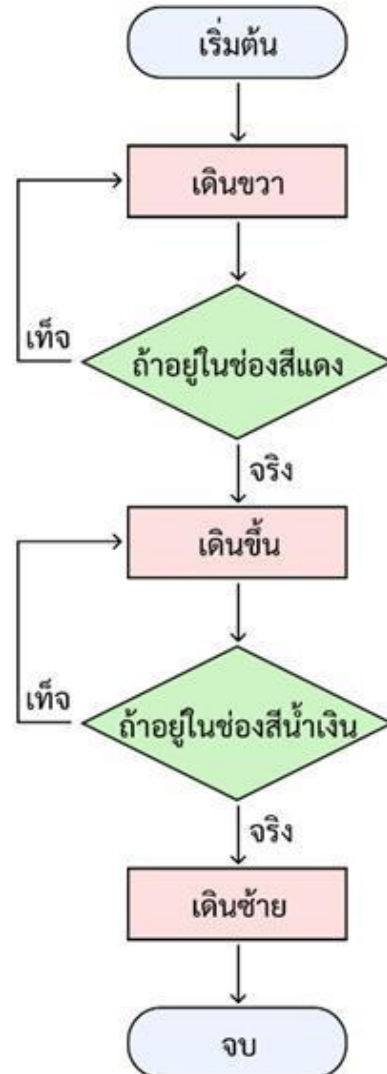 เริ่มต้น
เดินขวา
เท็จ
ถ้าอยู่ในช่องสีแดง
จริง
เดินขึ้น
เท็จ
ถ้าอยู่ในช่องสีน้ำเงิน
จริง
เดินซ้าย
จบ